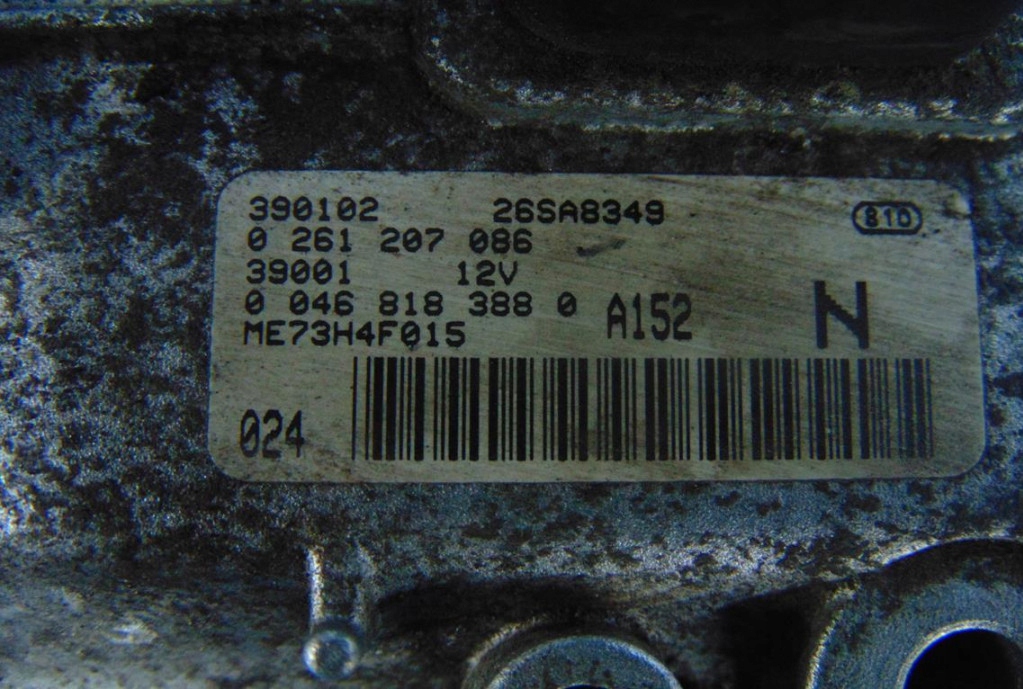 390102 26SA8349 810
0 261 207 086
39001 12V
0 046 818 388 0 A152 N
ME73H4F015
024